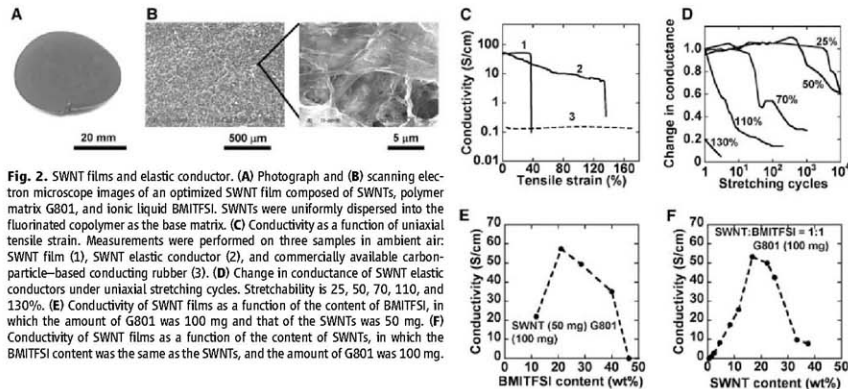 A
B
20 mm
500 μm
5 μm
Fig. 2. SWNT films and elastic conductor. (A) Photograph and (B) scanning elec-
tron microscope images of an optimized SWNT film composed of SWNTs, polymer
matrix G801, and ionic liquid BMITFSI. SWNTs were uniformly dispersed into the
fluorinated copolymer as the base matrix. (C) Conductivity as a function of uniaxial
tensile strain. Measurements were performed on three samples in ambient air:
SWNT film (1), SWNT elastic conductor (2), and commercially available carbon-
particle–based conducting rubber (3). (D) Change in conductance of SWNT elastic
conductors under uniaxial stretching cycles. Stretchability is 25, 50, 70, 110, and
130%. (E) Conductivity of SWNT films as a function of the content of BMITFSI, in
which the amount of G801 was 100 mg and that of the SWNTs was 50 mg. (F)
Conductivity of SWNT films as a function of the content of SWNTs, in which the
BMITFSI content was the same as the SWNTs, and the amount of G801 was 100 mg.
C
Conductivity (S/cm)
100
10
1
0.1
0.01
1
2
3
0 40 80 120 160
Tensile strain (%)
D
Change in conductance
1.0
0.8
0.6
0.4
0.2
0
25%
50%
70%
110%
130%
1 10¹ 10² 10³ 10⁴
Stretching cycles
E
Conductivity (S/cm)
70
60
50
40
30
20
10
0
SWNT (50 mg) G801
(100 mg)
0 10 20 30 40 50
BMITFSI content (wt%)
F
Conductivity (S/cm)
70
60
50
40
30
20
10
0
SWNT:BMITFSI = 1:1
G801 (100 mg)
0 10 20 30 40 50
SWNT content (wt%)